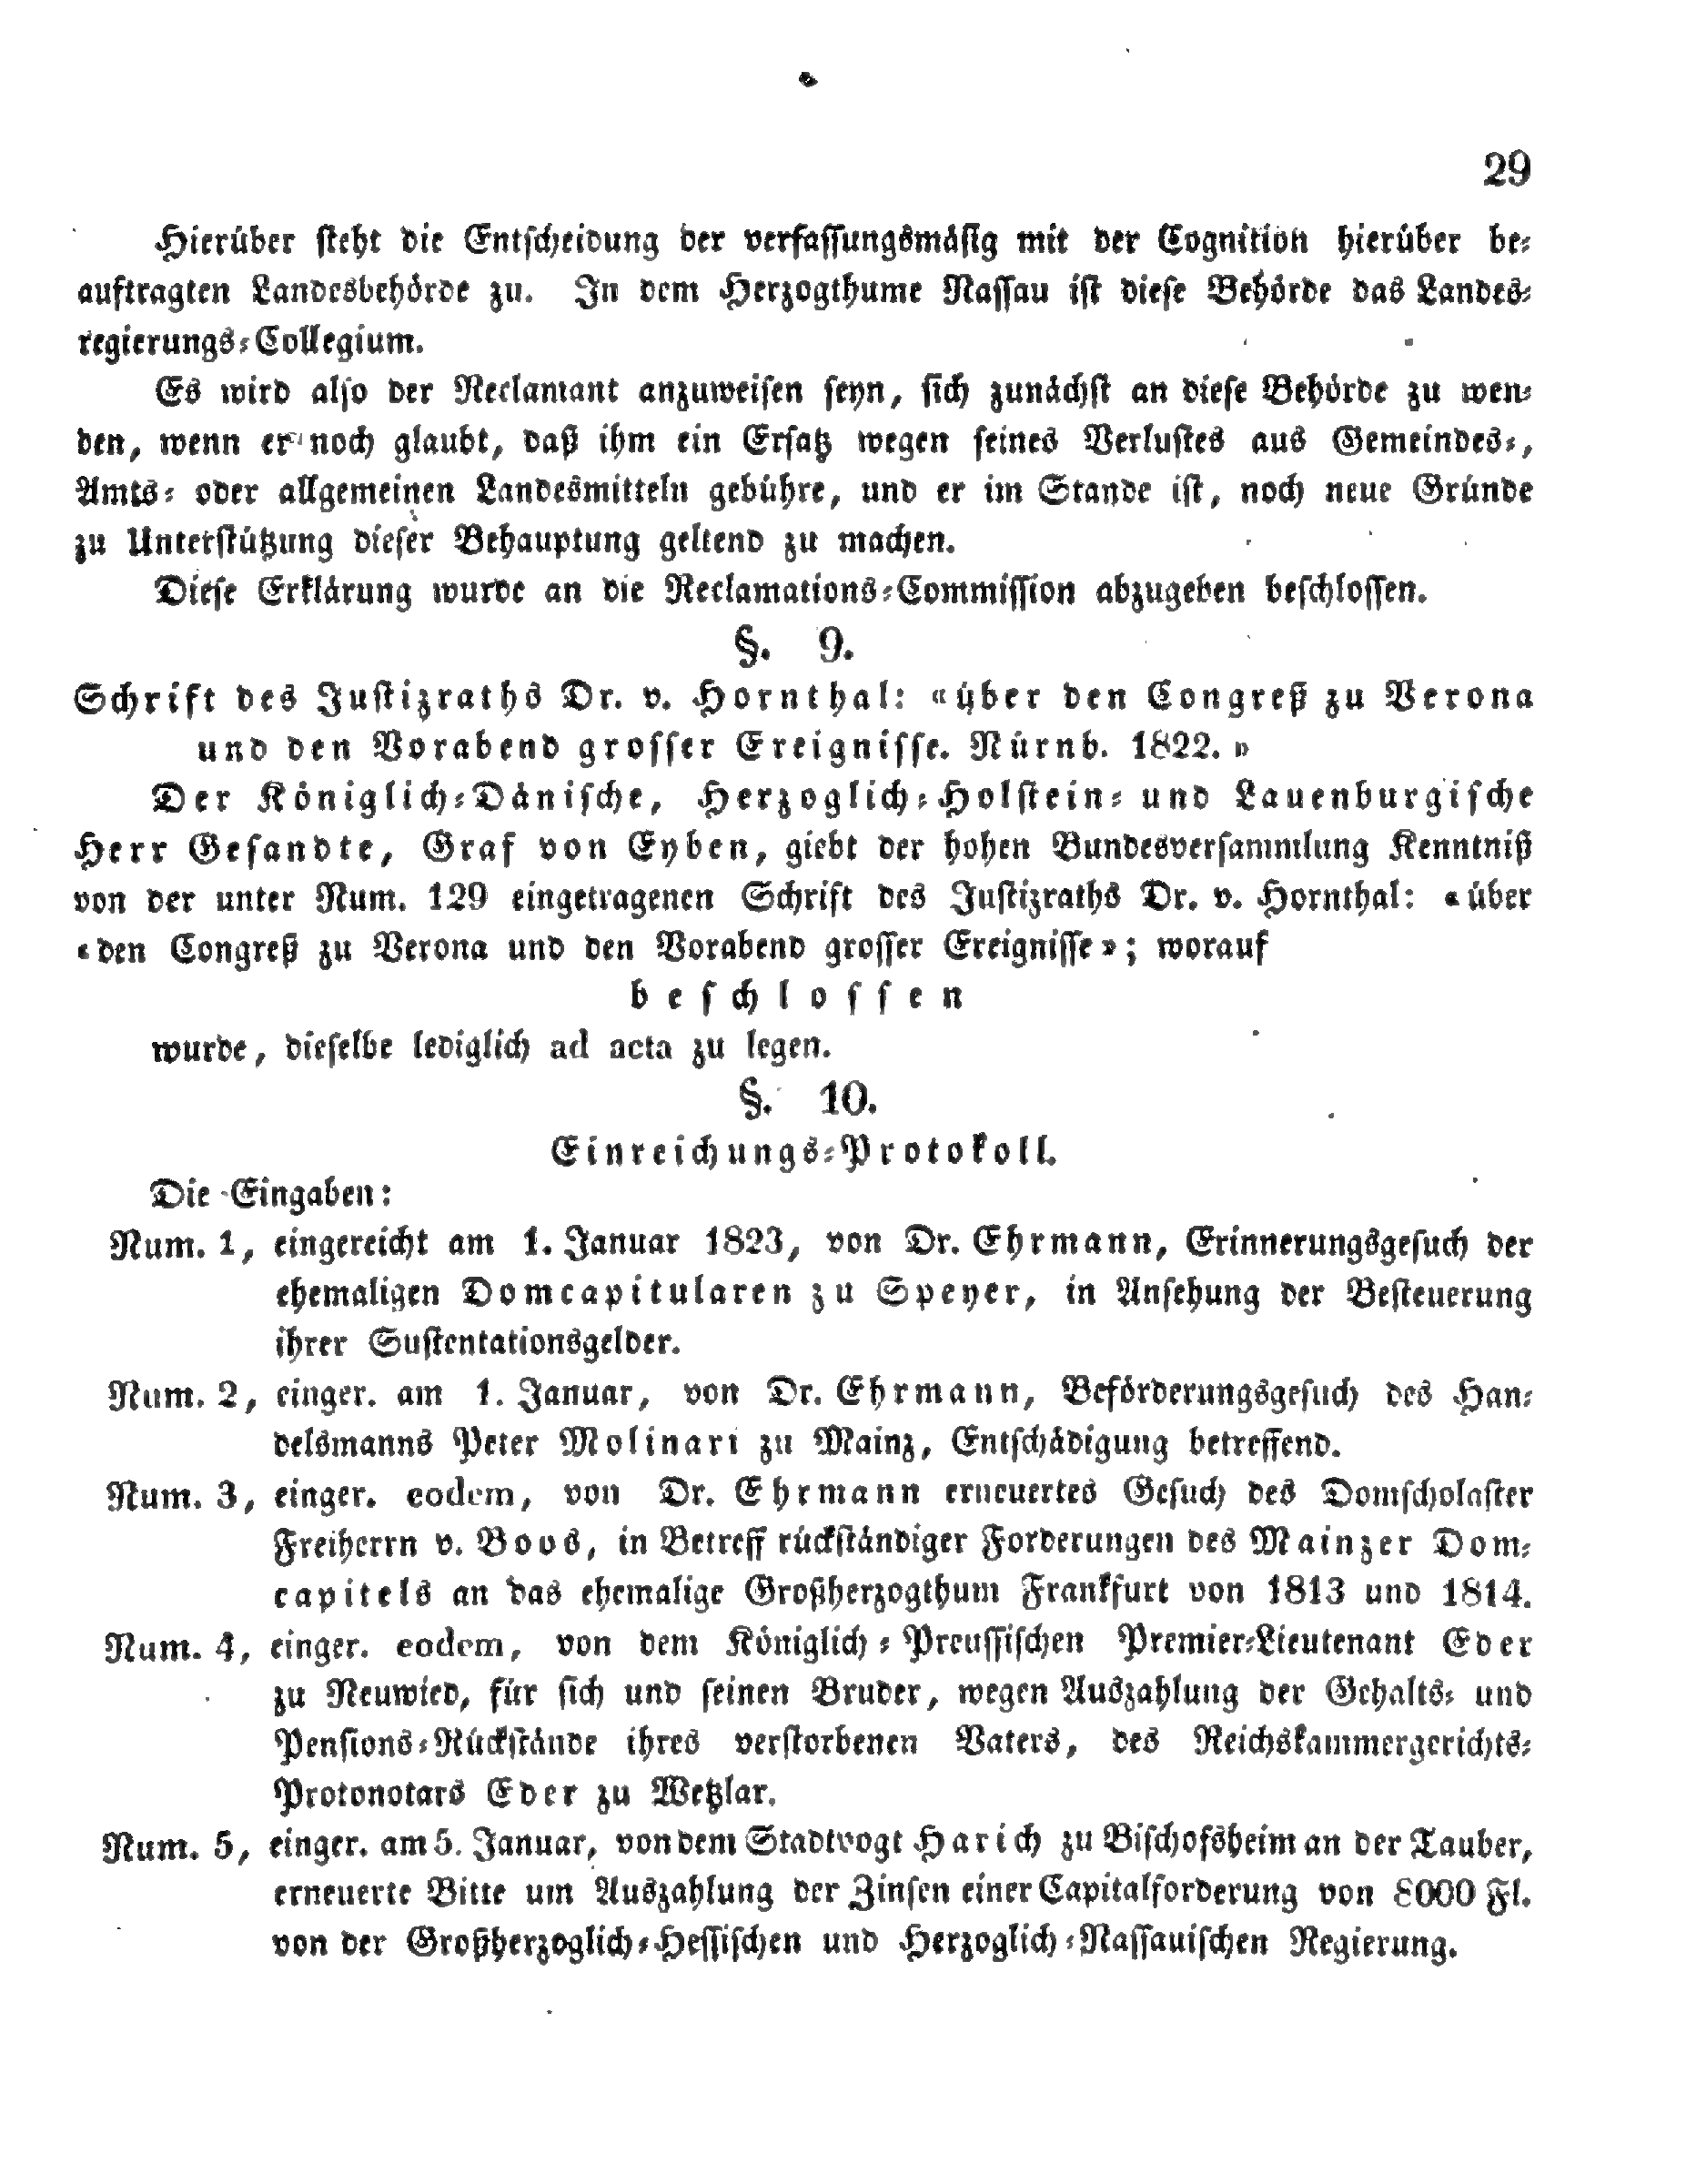 29
Hierüber steht die Entscheidung der verfassungsmäsig mit der Cognition hierüber be-
auftragten Landesbehörde zu. In dem Herzogthume Nassau ist diese Behörde das Landes-
regierungs-Collegium.
Es wird also der Reclamant anzuweisen seyn, sich zunächst an diese Behörde zu wen-
den, wenn er noch glaubt, daß ihm ein Ersatz wegen seines Verlustes aus Gemeindes-,
Amts- oder allgemeinen Landesmitteln gebühre, und er im Stande ist, noch neue Gründe
zu Unterstützung dieser Behauptung geltend zu machen.
Diese Erklärung wurde an die Reclamations-Commission abzugeben beschlossen.
§. 9.
Schrift des Justizraths Dr. v. Hornthal: «über den Congreß zu Verona
und den Vorabend grosser Ereignisse. Nürnb. 1822.»
Der Königlich-Dänische, Herzoglich-Holstein- und Lauenburgische
Herr Gesandte, Graf von Eyben, giebt der hohen Bundesversammlung Kenntniß
von der unter Num. 129 eingetragenen Schrift des Justizraths Dr. v. Hornthal: «über
«den Congreß zu Verona und den Vorabend grosser Ereignisse»; worauf
beschlossen
wurde, dieselbe lediglich ad acta zu legen.
§. 10.
Einreichungs-Protokoll.
Die Eingaben:
Num. 1, eingereicht am 1. Januar 1823, von Dr. Ehrmann, Erinnerungsgesuch der
ehemaligen Domcapitularen zu Speyer, in Ansehung der Besteuerung
ihrer Sustentationsgelder.
Num. 2, einger. am 1. Januar, von Dr. Ehrmann, Beförderungsgesuch des Han-
delsmanns Peter Molinari zu Mainz, Entschädigung betreffend.
Num. 3, einger. eodem, von Dr. Ehrmann erneuertes Gesuch des Domscholaster
Freiherrn v. Boos, in Betreff rückständiger Forderungen des Mainzer Dom-
capitels an das ehemalige Großherzogthum Frankfurt von 1813 und 1814.
Num. 4, einger. eodem, von dem Königlich-Preussischen Premier-Lieutenant Eder
zu Neuwied, für sich und seinen Bruder, wegen Auszahlung der Gehalts- und
Pensions-Rückstände ihres verstorbenen Vaters, des Reichskammergerichts-
Protonotars Eder zu Wetzlar.
Num. 5, einger. am 5. Januar, von dem Stadtvogt Harich zu Bischofsheim an der Tauber,
erneuerte Bitte um Auszahlung der Zinsen einer Capitalforderung von 8000 Fl.
von der Großherzoglich-Hessischen und Herzoglich-Nassauischen Regierung.